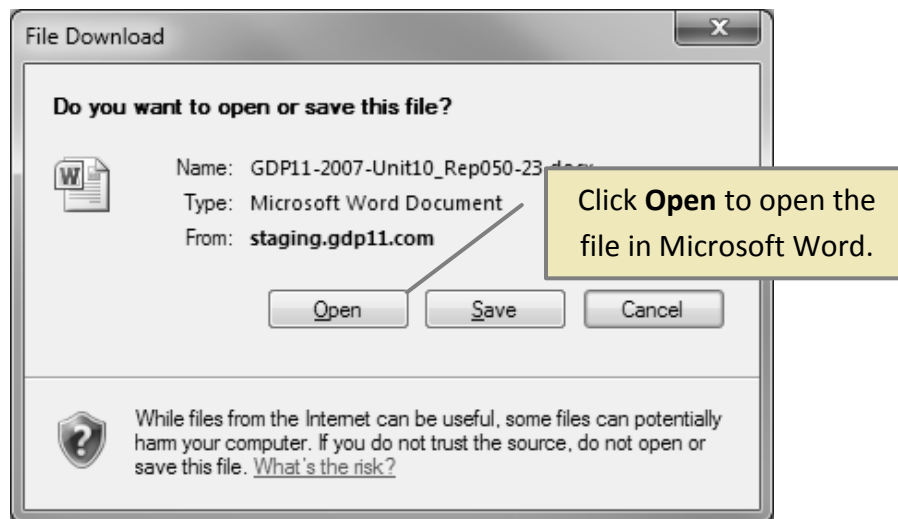 File Download
X
Do you want to open or save this file?
W
Name: GDP11-2007-Unit10_Rep050-23.docx
Type: Microsoft Word Document
From: staging.gdp11.com
Click Open to open the
file in Microsoft Word.
Open Save Cancel
?
While files from the Internet can be useful, some files can potentially
harm your computer. If you do not trust the source, do not open or
save this file. What's the risk?